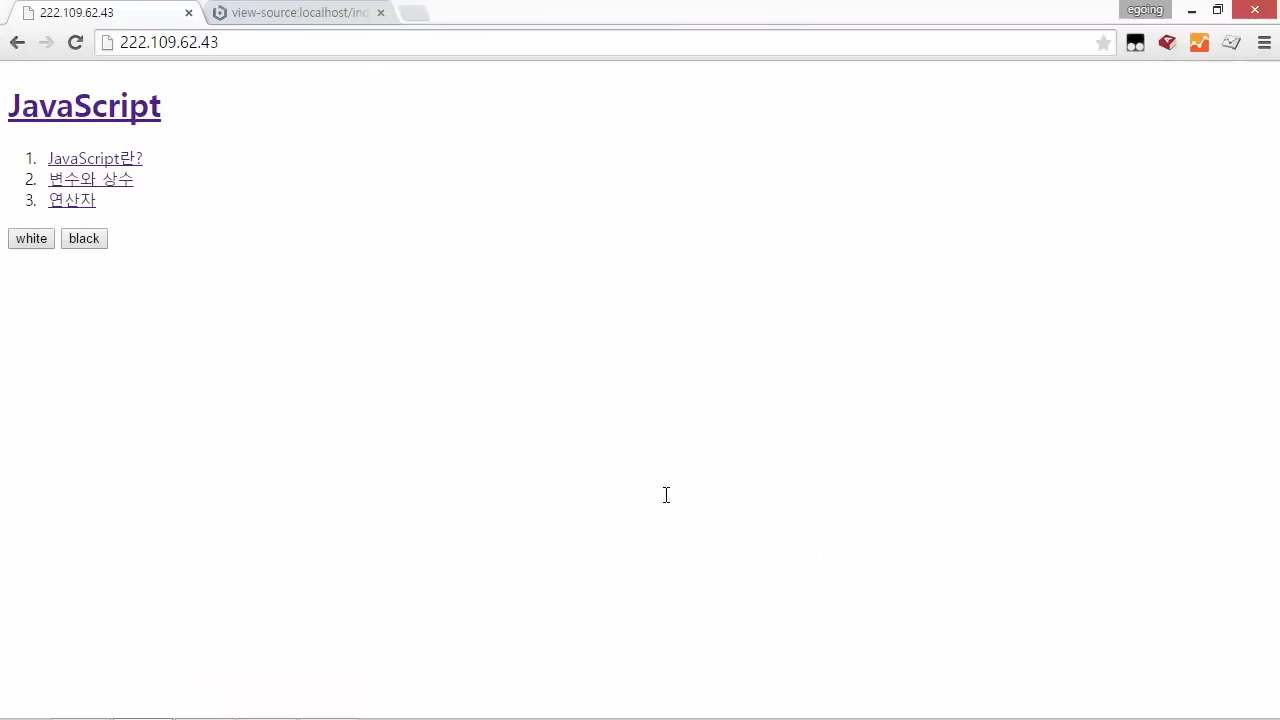 222.109.62.43
view-source:localhost/inc
egoing
222.109.62.43
JavaScript
1. JavaScript란?
2. 변수와 상수
3. 연산자
white black